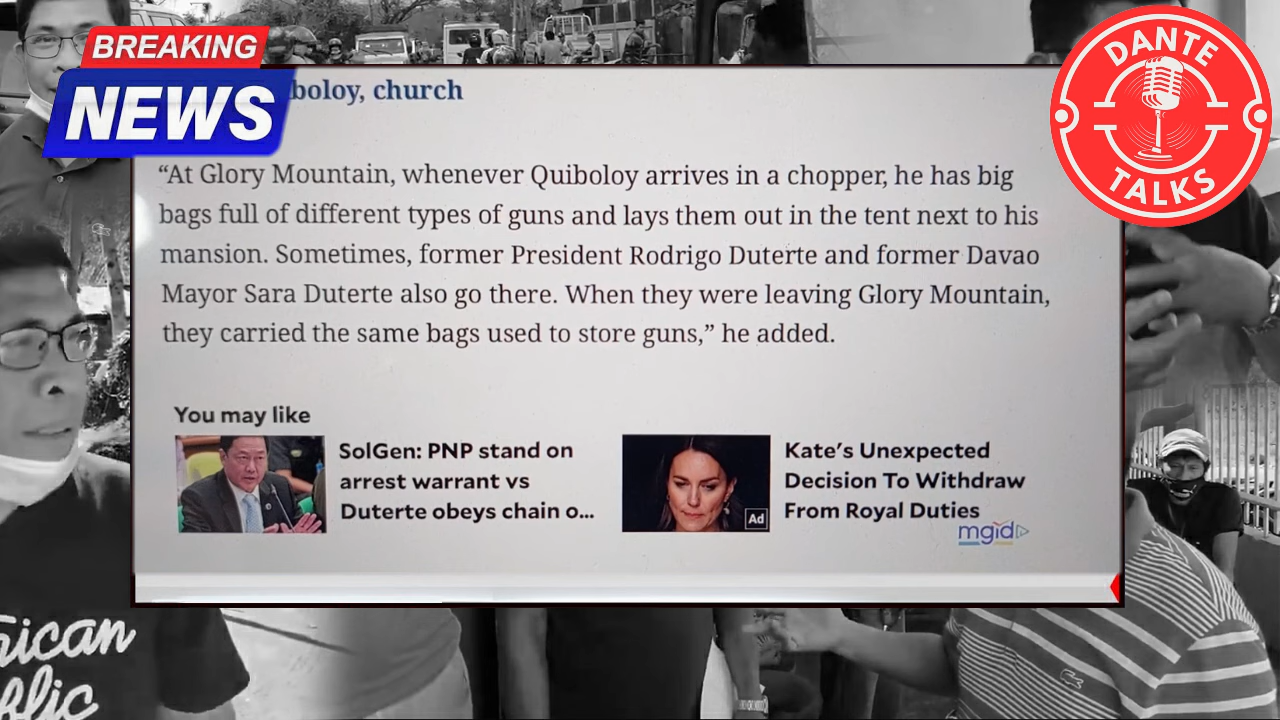 BREAKING
NEWS
boloy, church
DANTE
TALKS
“At Glory Mountain, whenever Quiboloy arrives in a chopper, he has big
bags full of different types of guns and lays them out in the tent next to his
mansion. Sometimes, former President Rodrigo Duterte and former Davao
Mayor Sara Duterte also go there. When they were leaving Glory Mountain,
they carried the same bags used to store guns,” he added.
You may like
SolGen: PNP stand on
arrest warrant vs
Duterte obeys chain o...
Kate’s Unexpected
Decision To Withdraw
From Royal Duties
Ad
mgid
rican
blic